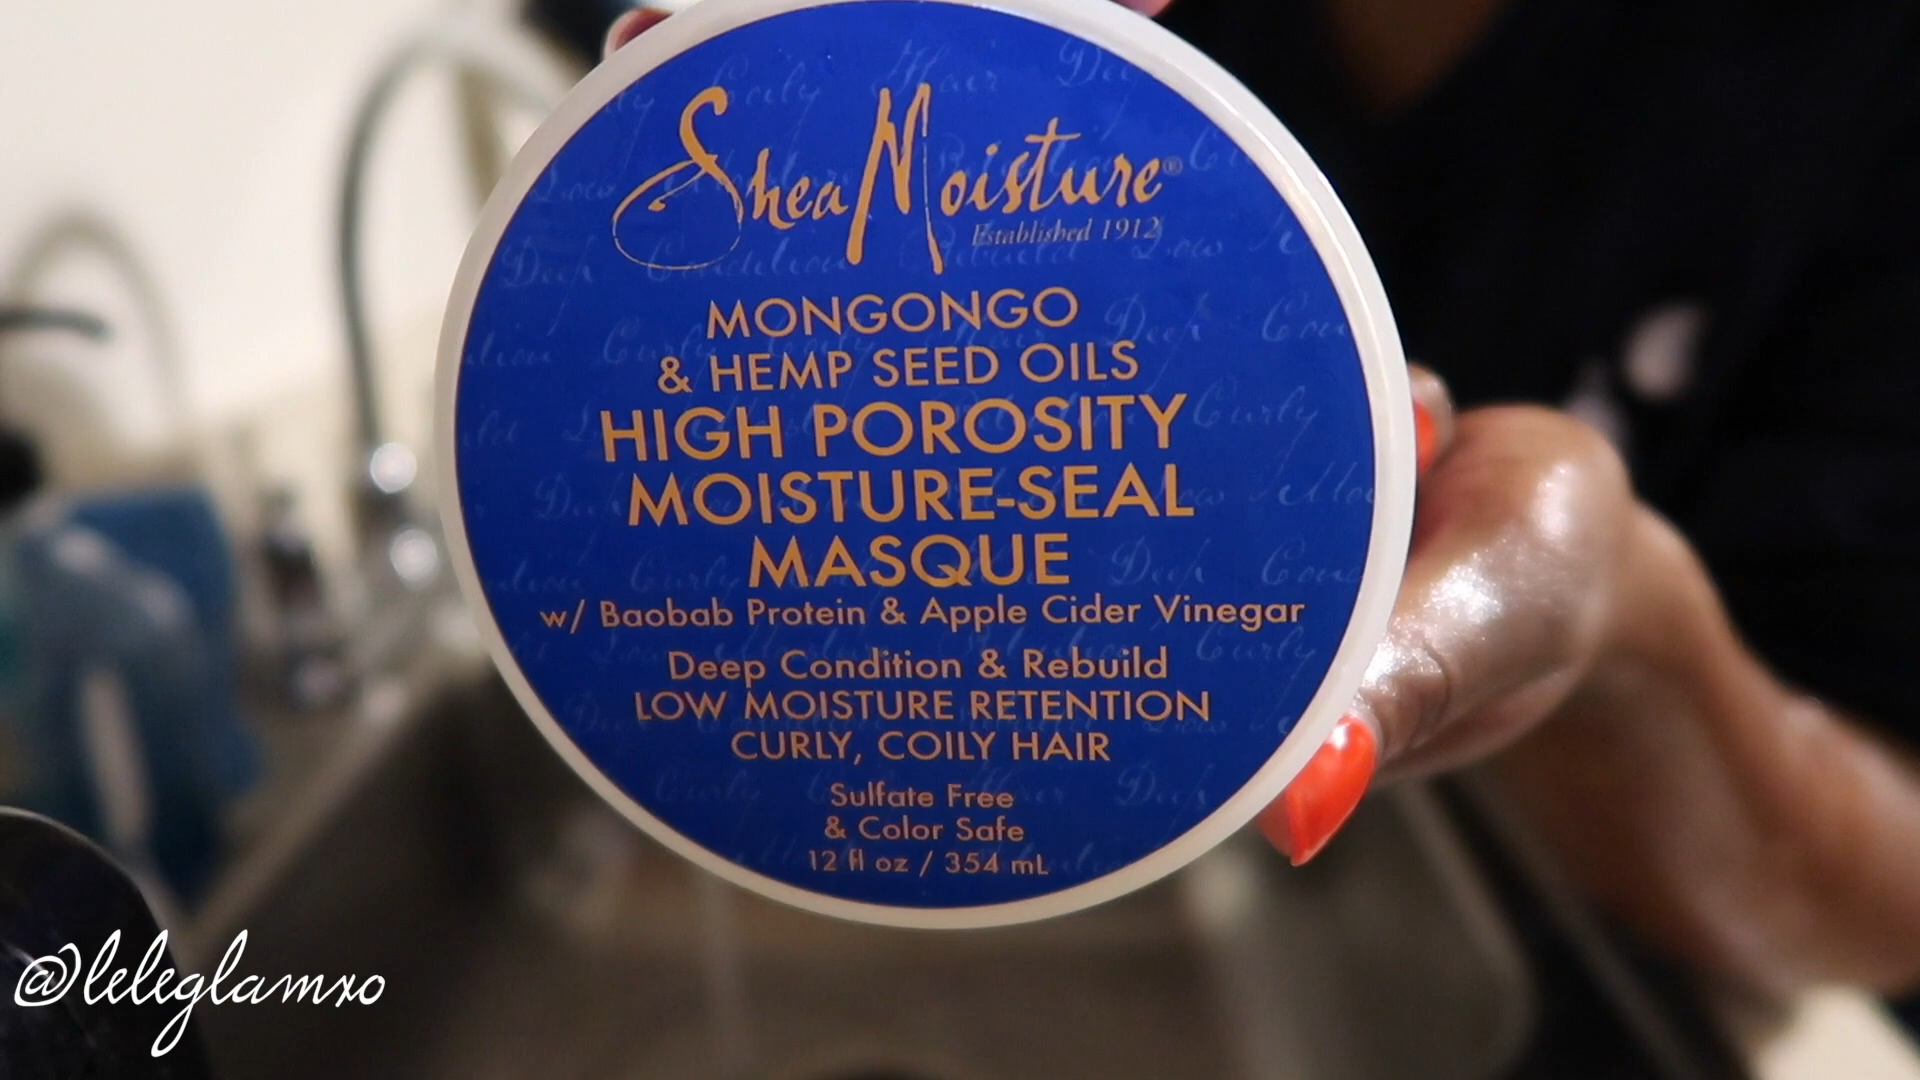 SheaMoisture®
Established 1912
MONGONGO
& HEMP SEED OILS
HIGH POROSITY
MOISTURE-SEAL
MASQUE
w/ Baobab Protein & Apple Cider Vinegar
Deep Condition & Rebuild
LOW MOISTURE RETENTION
CURLY, COILY HAIR
Sulfate Free
& Color Safe
12 fl oz / 354 mL
@leleglamxo